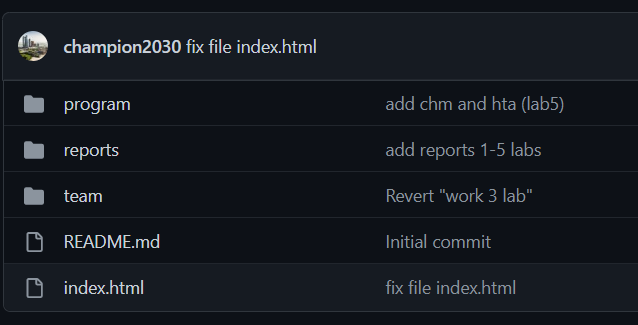 champion2030 fix file index.html
program add chm and hta (lab5)
reports add reports 1-5 labs
team Revert "work 3 lab"
README.md Initial commit
index.html fix file index.html